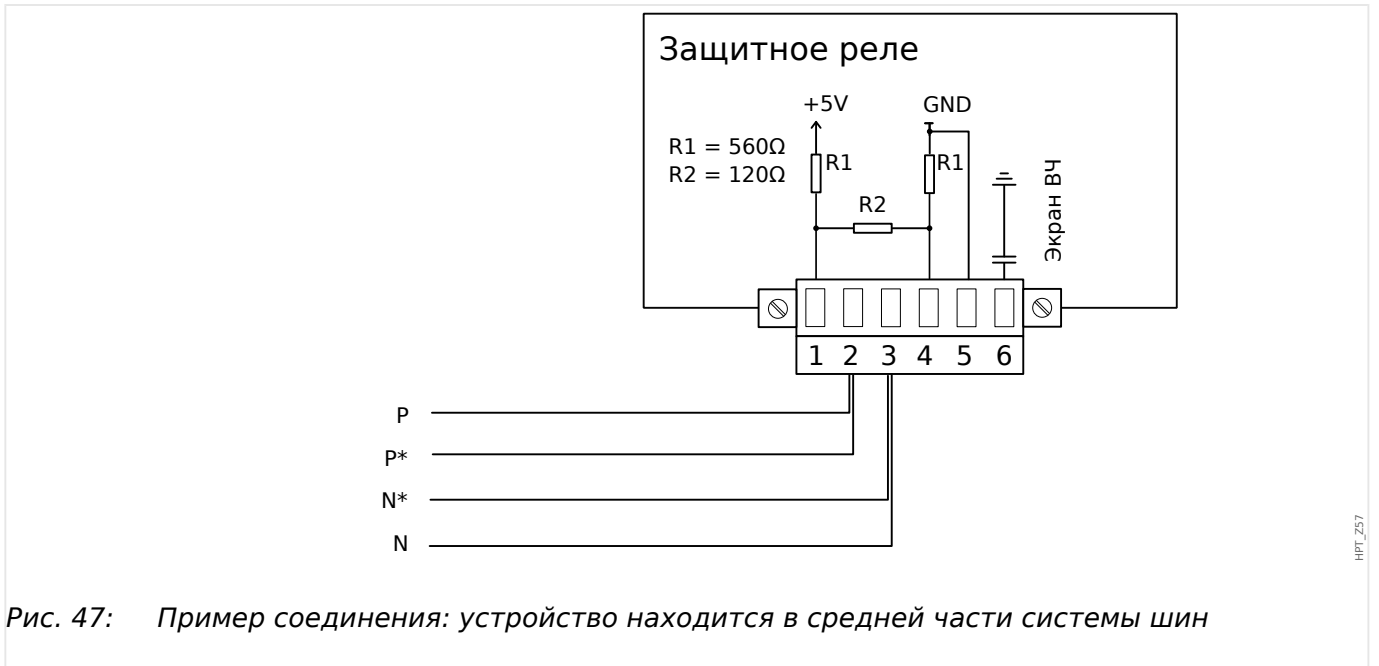 Защитное реле
+5V
GND
R1 = 560Ω
R2 = 120Ω
R1
R1
R2
Экран ВЧ
1 2 3 4 5 6
P
P*
N*
N
HPT_Z57
Рис. 47: Пример соединения: устройство находится в средней части системы шин